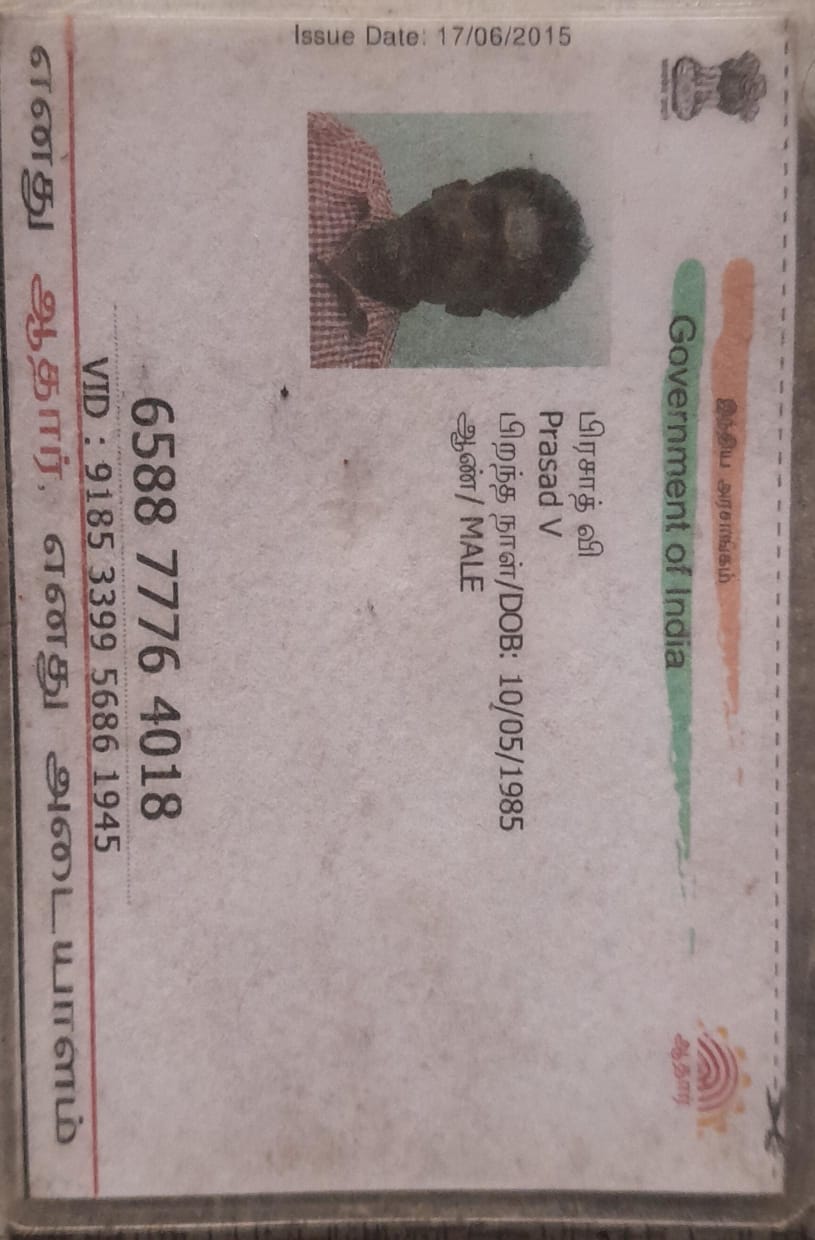 இந்திய அரசாங்கம்
Government of India
Issue Date: 17/06/2015
பிரசாத் வி
Prasad V
பிறந்த நாள்/DOB: 10/05/1985
ஆண்/ MALE
6588 7776 4018
VID : 9185 3399 5686 1945
எனது ஆதார், எனது அடையாளம்
ஆதார்